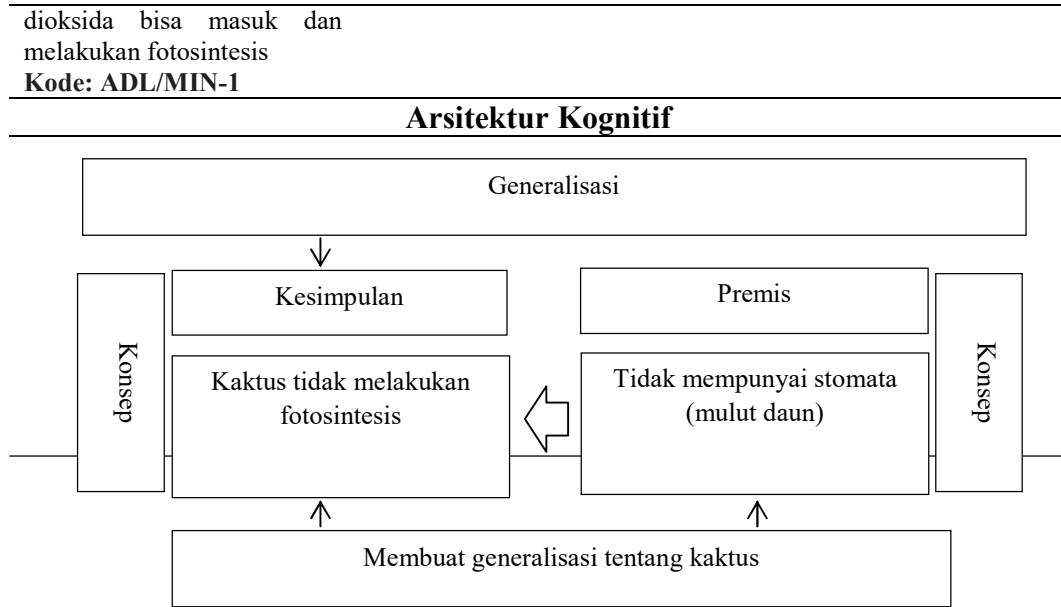 dioksida bisa masuk dan
melakukan fotosintesis
Kode: ADL/MIN-1
Arsitektur Kognitif
Generalisasi
Konsep
Kesimpulan
Premis
Konsep
Kaktus tidak melakukan
fotosintesis
Tidak mempunyai stomata
(mulut daun)
Membuat generalisasi tentang kaktus